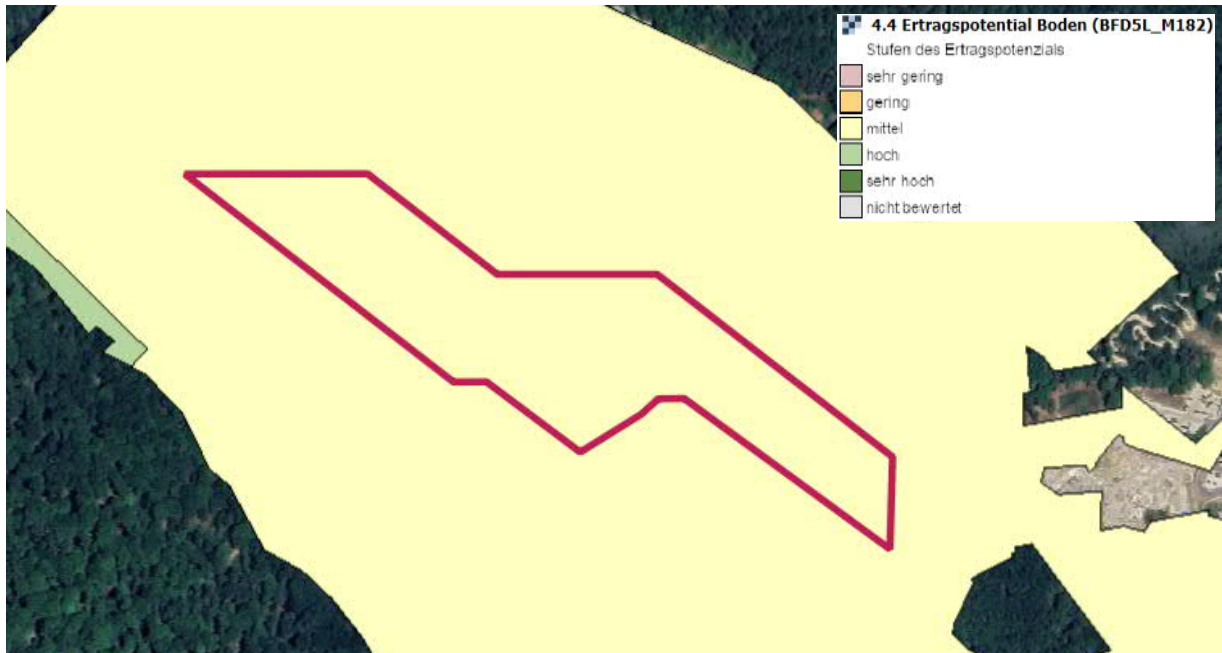 4.4 Ertragspotential Boden (BFD5L_M182)
Stufen des Ertragspotenzials
sehr gering
gering
mittel
hoch
sehr hoch
nicht bewertet